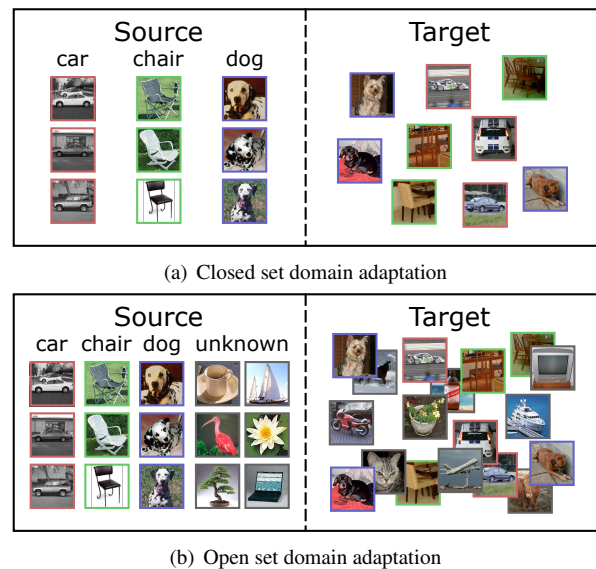 Source Target
car chair dog
(a) Closed set domain adaptation
Source Target
car chair dog unknown
(b) Open set domain adaptation